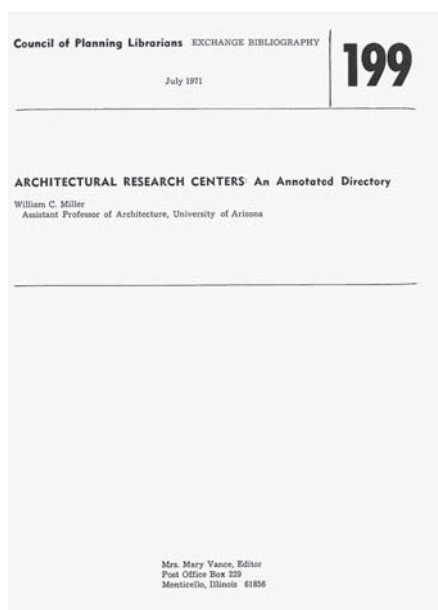 Council of Planning Librarians EXCHANGE BIBLIOGRAPHY
July 1971
199
ARCHITECTURAL RESEARCH CENTERS: An Annotated Directory
William C. Miller
Assistant Professor of Architecture, University of Arizona
Mrs. Mary Vance, Editor
Post Office Box 229
Monticello, Illinois 61856